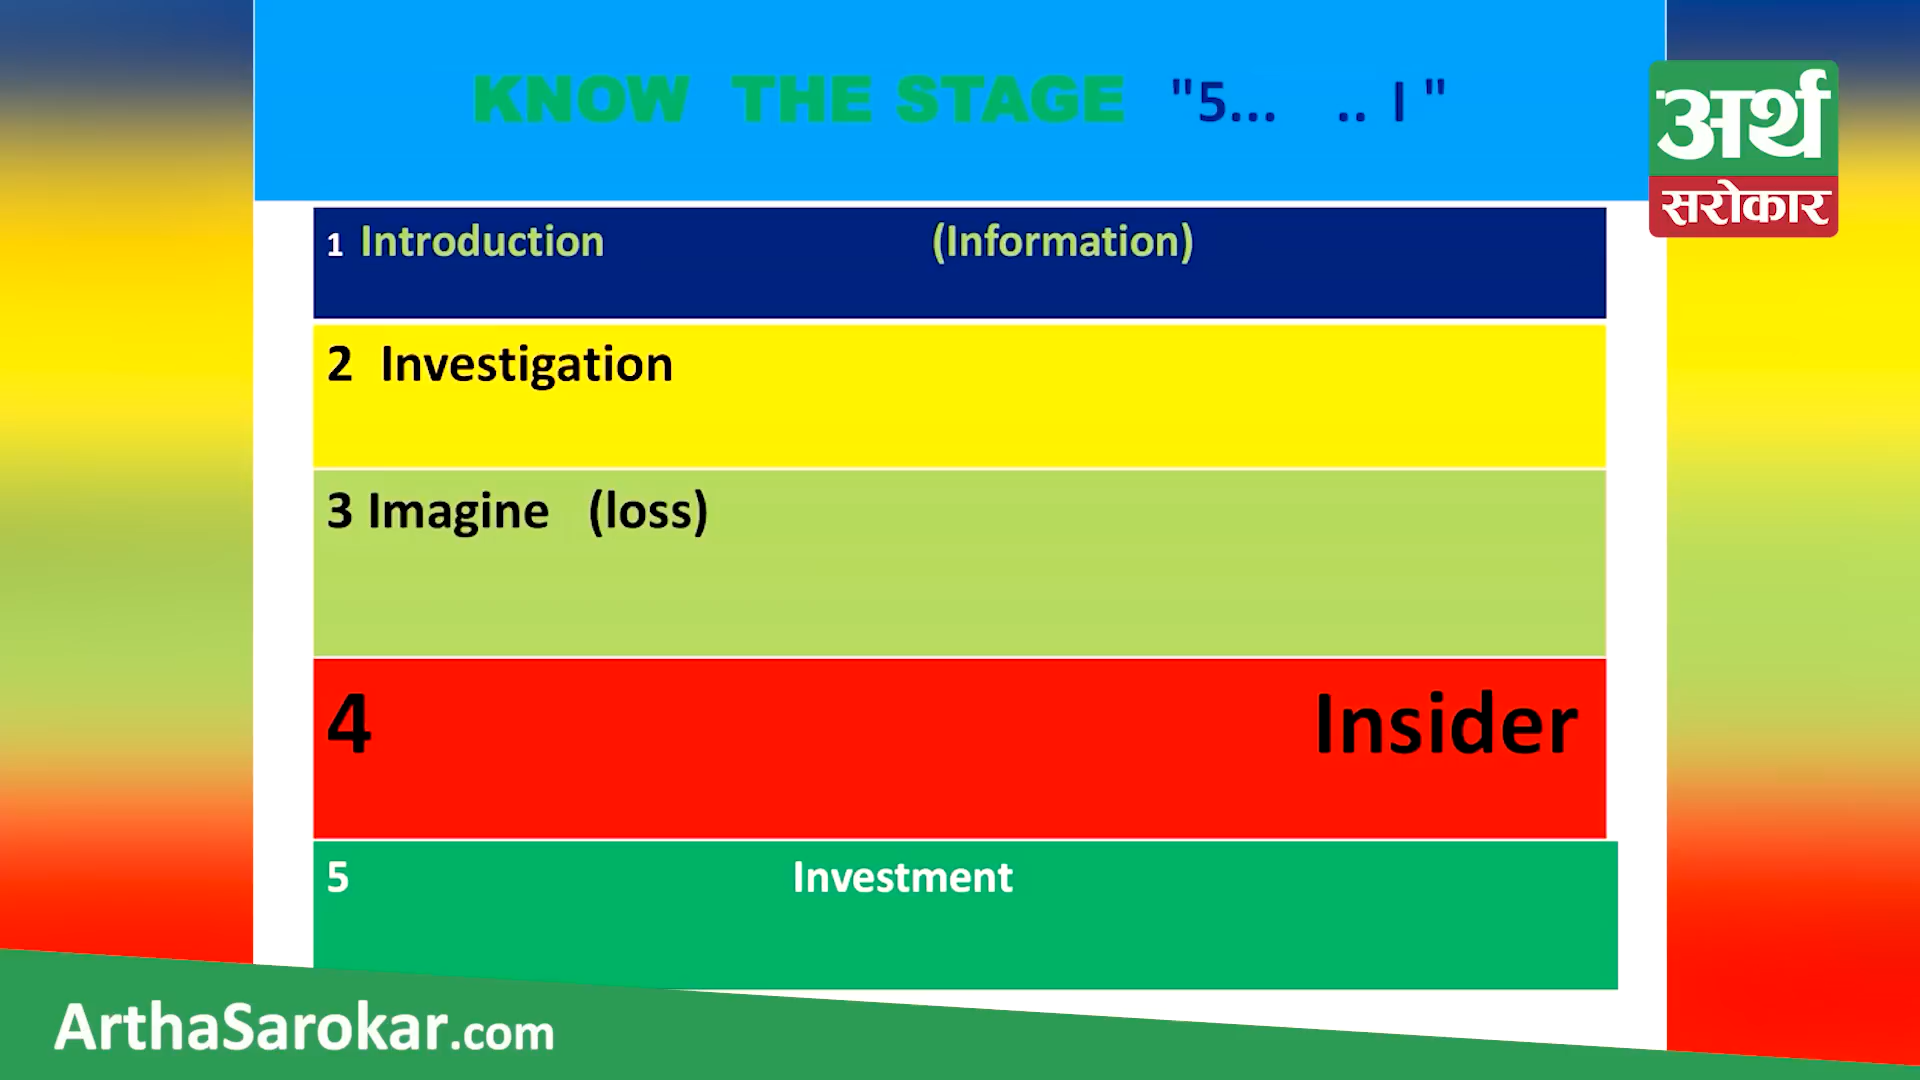 KNOW THE STAGE "5... .. I "
अर्थ
सरोकार
1 Introduction (Information)
2 Investigation
3 Imagine (loss)
4 Insider
5 Investment
ArthaSarokar.com